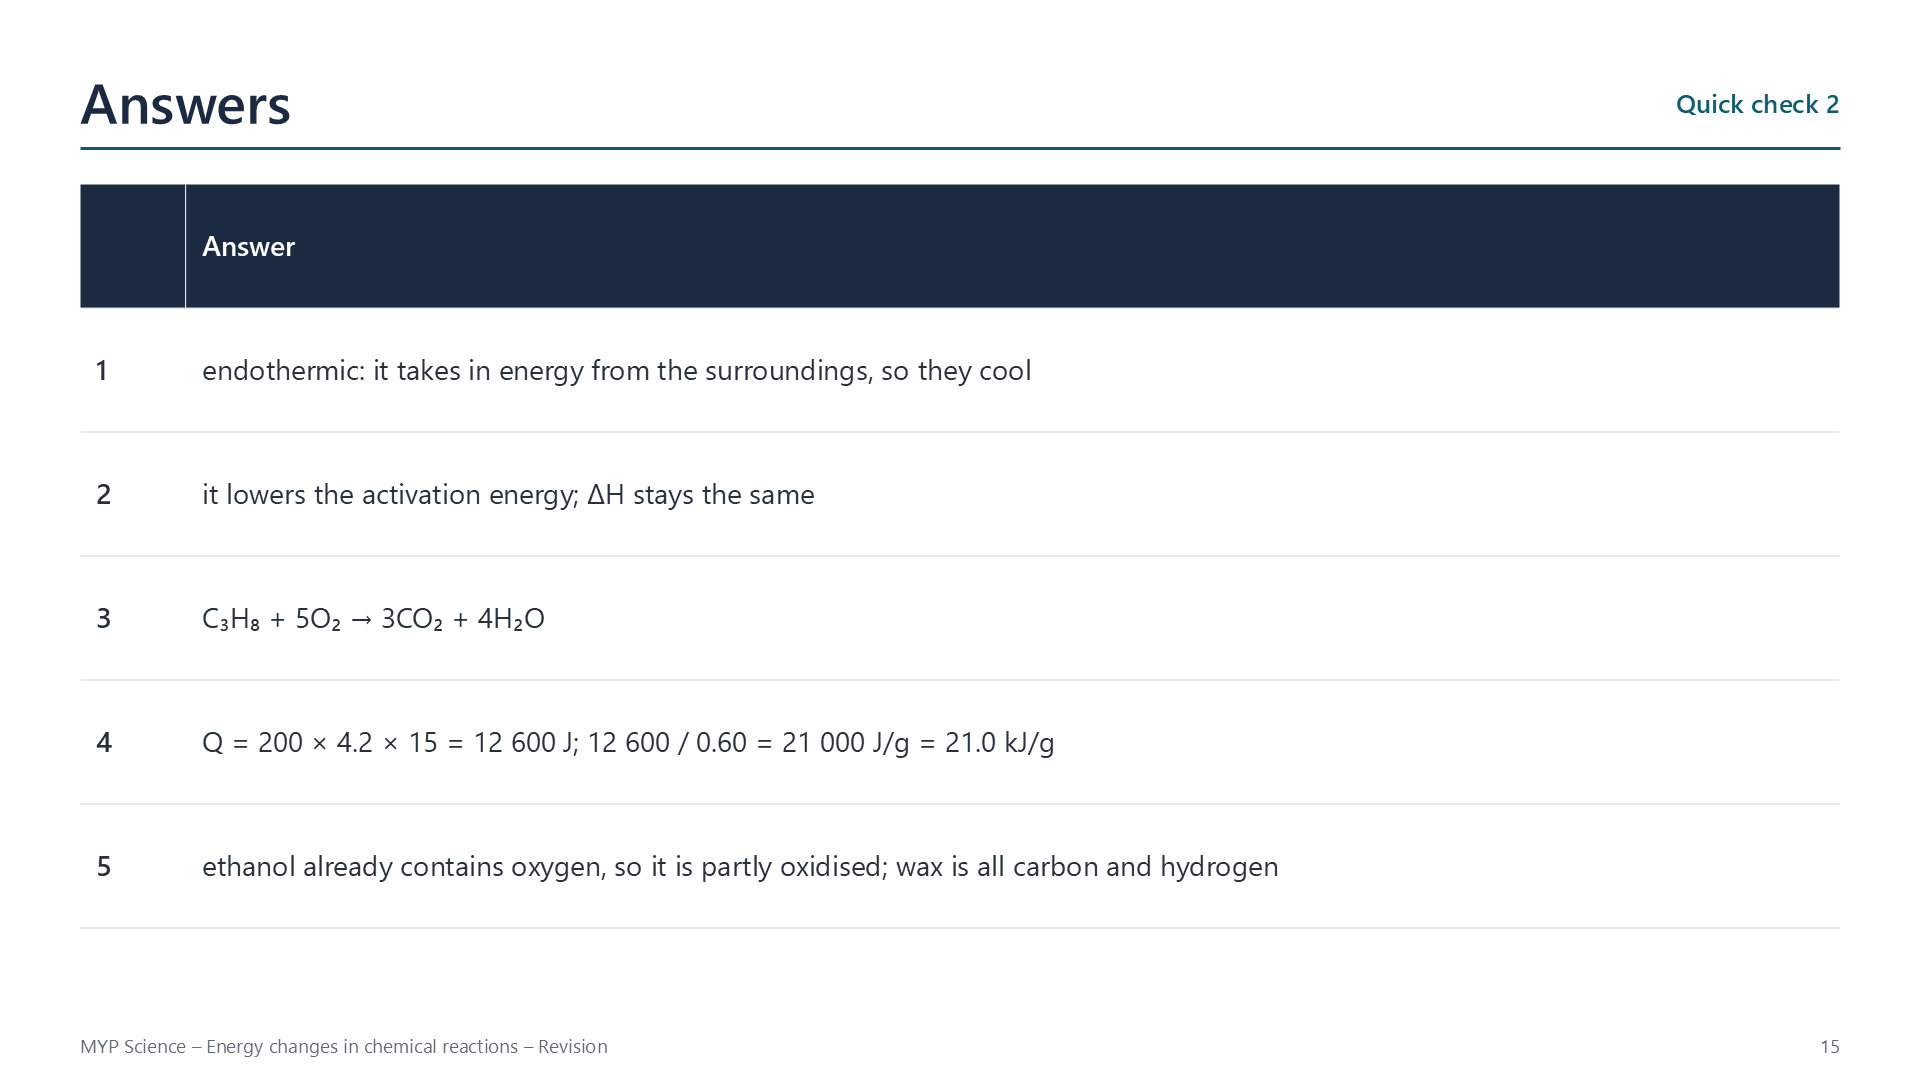 Answers
Quick check 2
Answer
1 endothermic: it takes in energy from the surroundings, so they cool
2 it lowers the activation energy; ΔH stays the same
3 C₃H₈ + 5O₂ → 3CO₂ + 4H₂O
4 Q = 200 × 4.2 × 15 = 12 600 J; 12 600 / 0.60 = 21 000 J/g = 21.0 kJ/g
5 ethanol already contains oxygen, so it is partly oxidised; wax is all carbon and hydrogen
MYP Science – Energy changes in chemical reactions – Revision
15